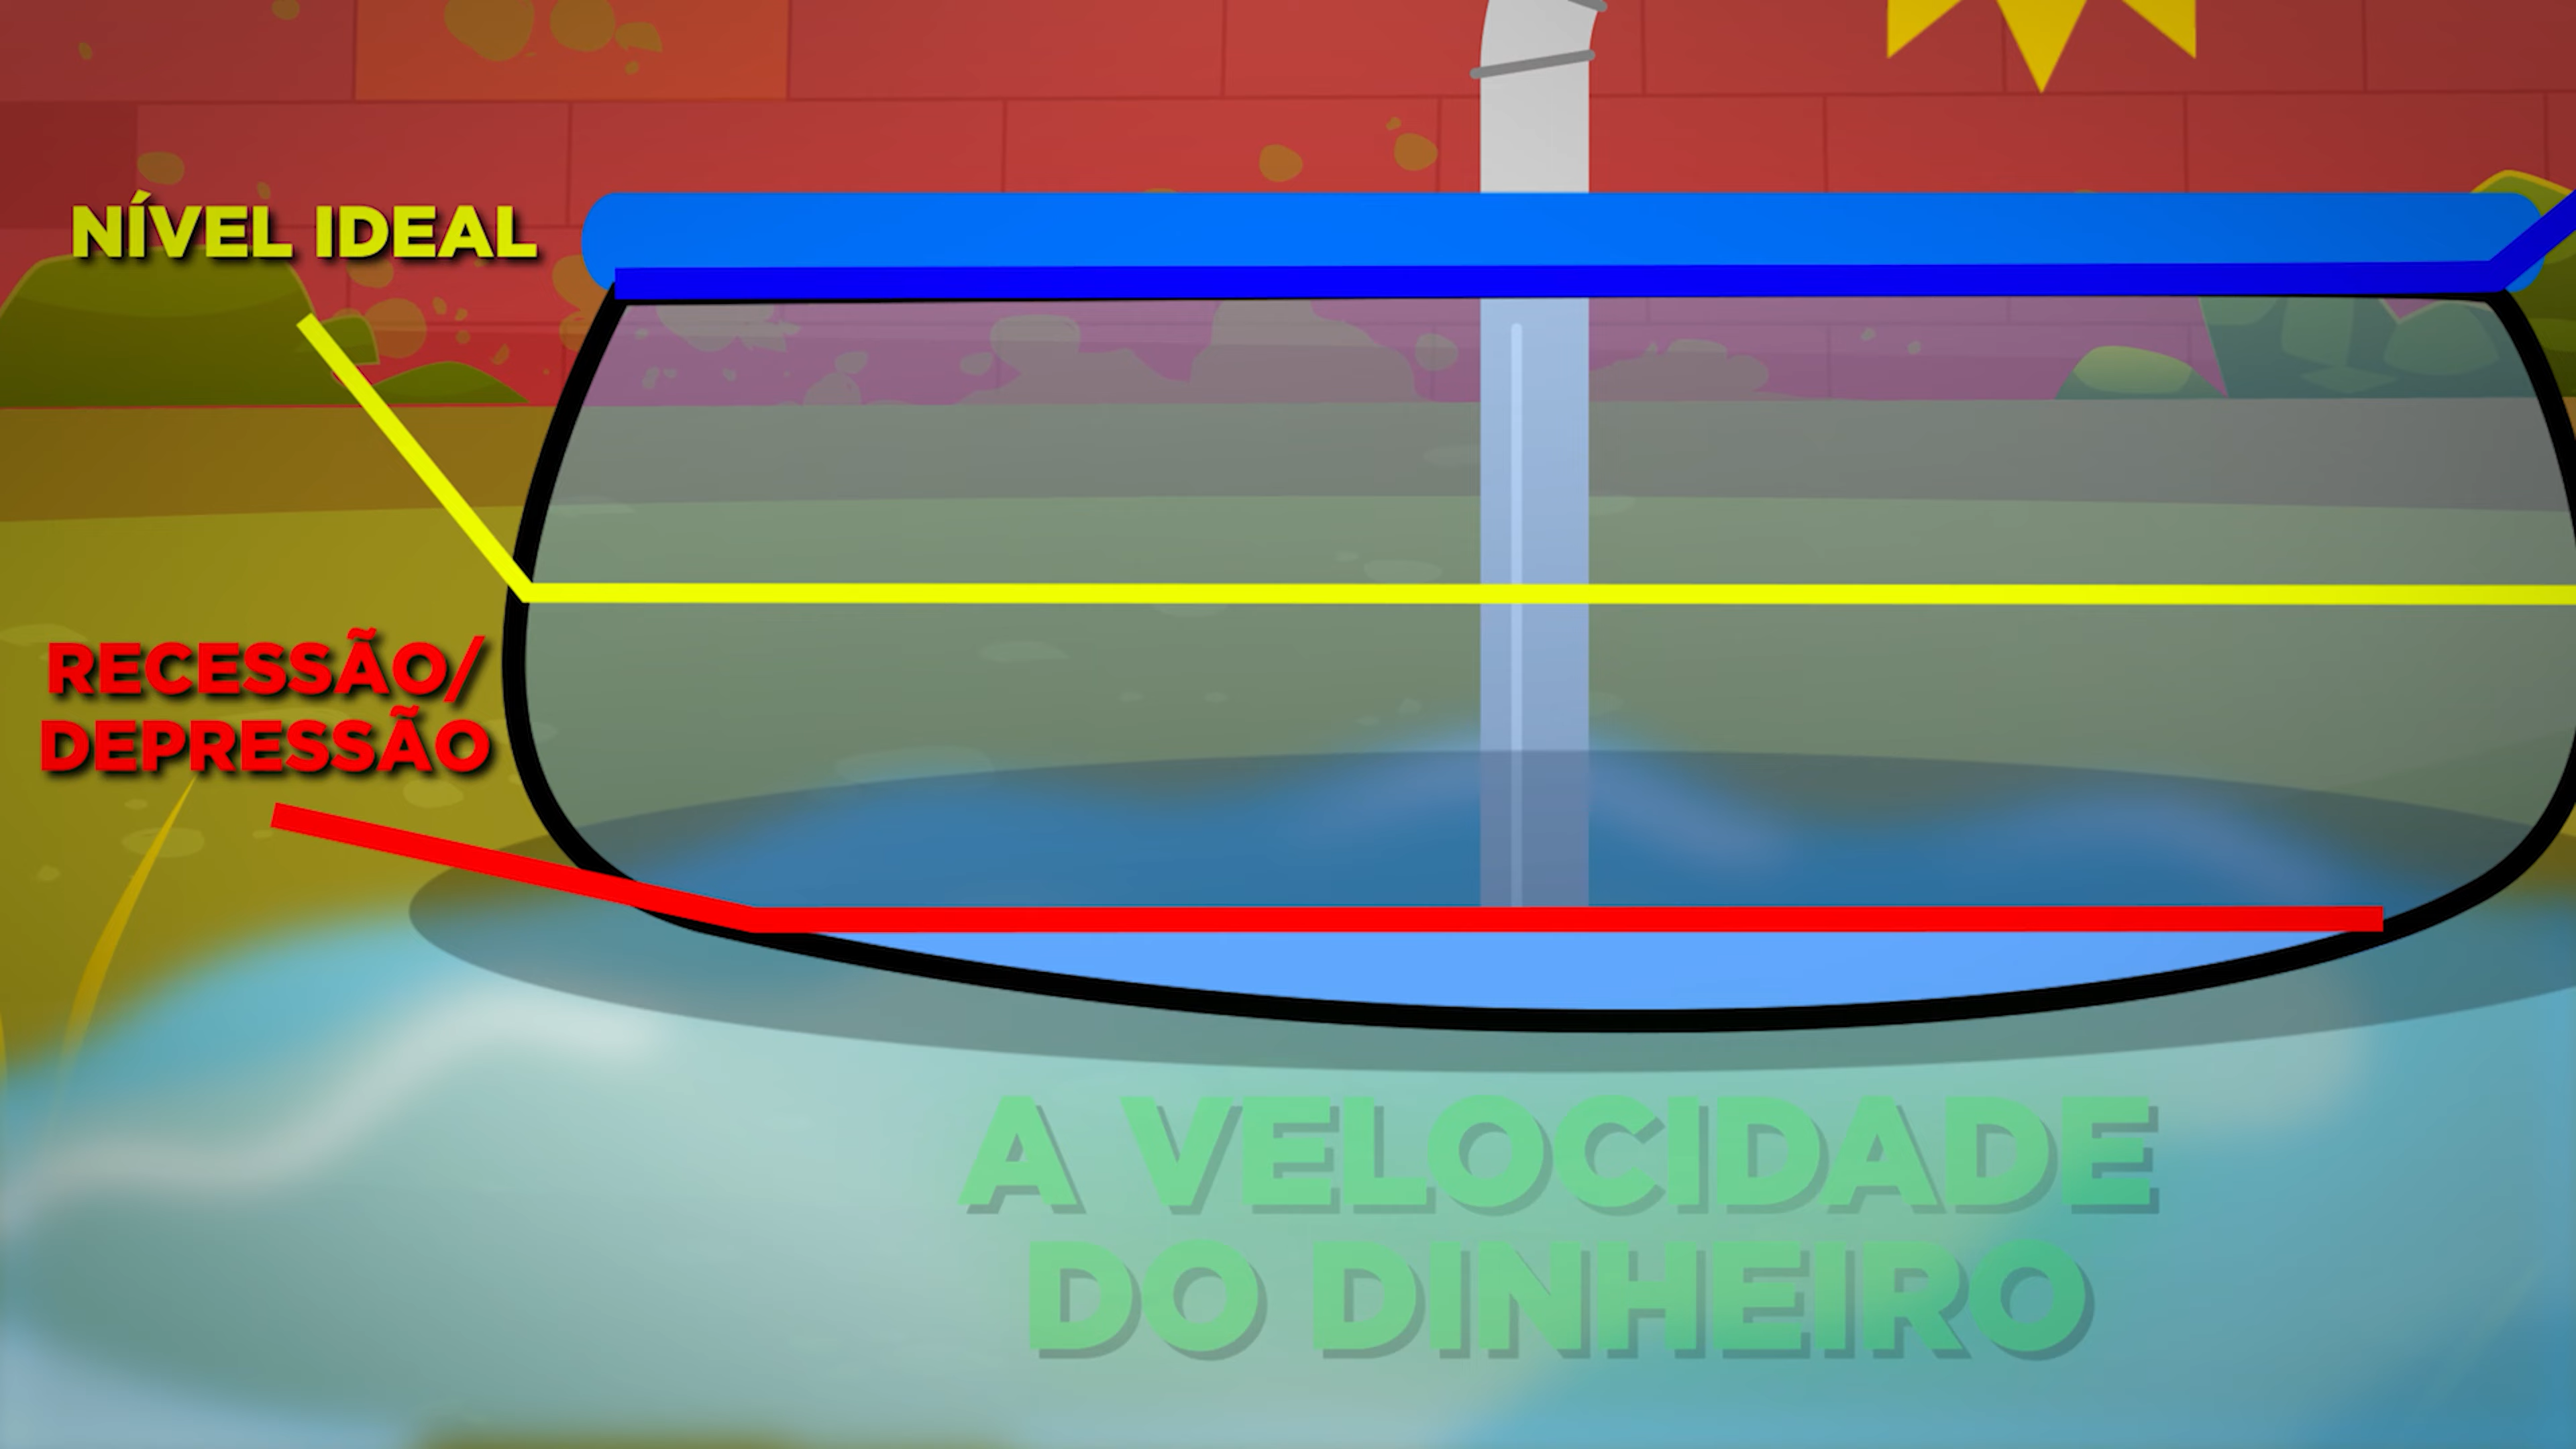 NÍVEL IDEAL
RECESSÃO/
DEPRESSÃO
A VELOCIDADE
DO DINHEIRO